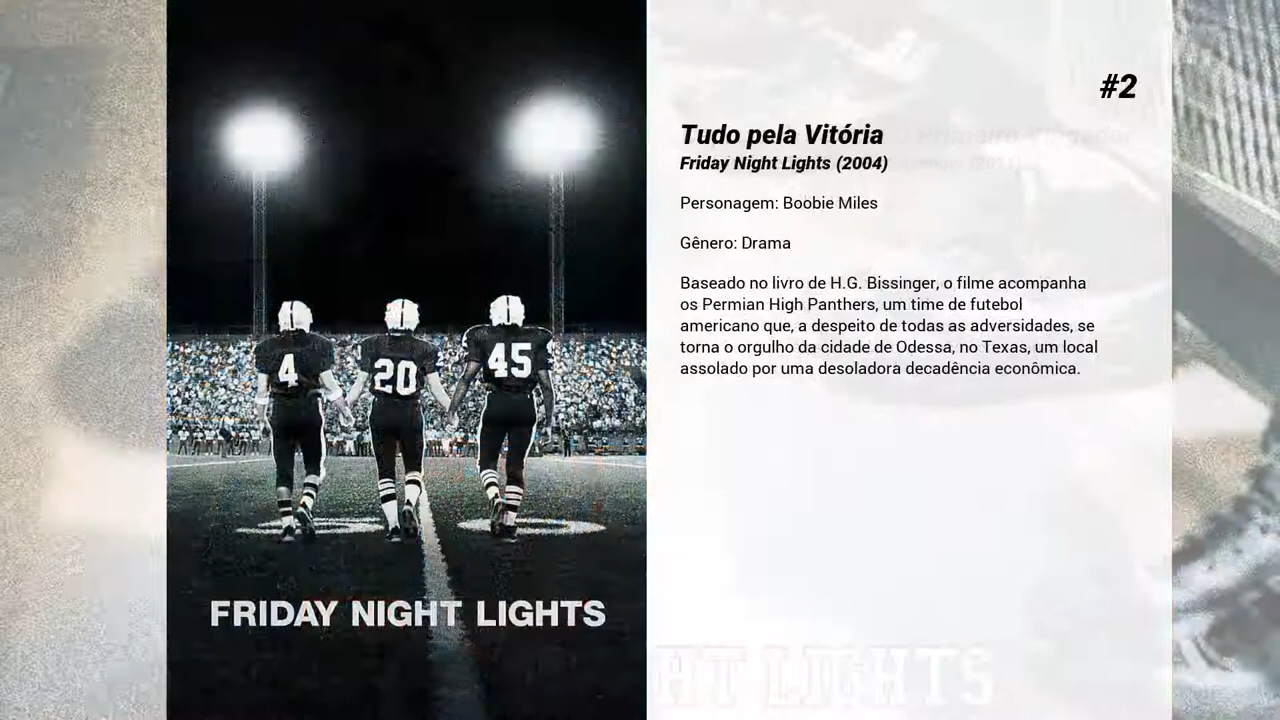 #2
Tudo pela Vitória
Friday Night Lights (2004)
Personagem: Boobie Miles
Gênero: Drama
Baseado no livro de H.G. Bissinger, o filme acompanha
os Permian High Panthers, um time de futebol
americano que, a despeito de todas as adversidades, se
torna o orgulho da cidade de Odessa, no Texas, um local
assolado por uma desoladora decadência econômica.
4
20
45
FRIDAY NIGHT LIGHTS
HT LIGHTS